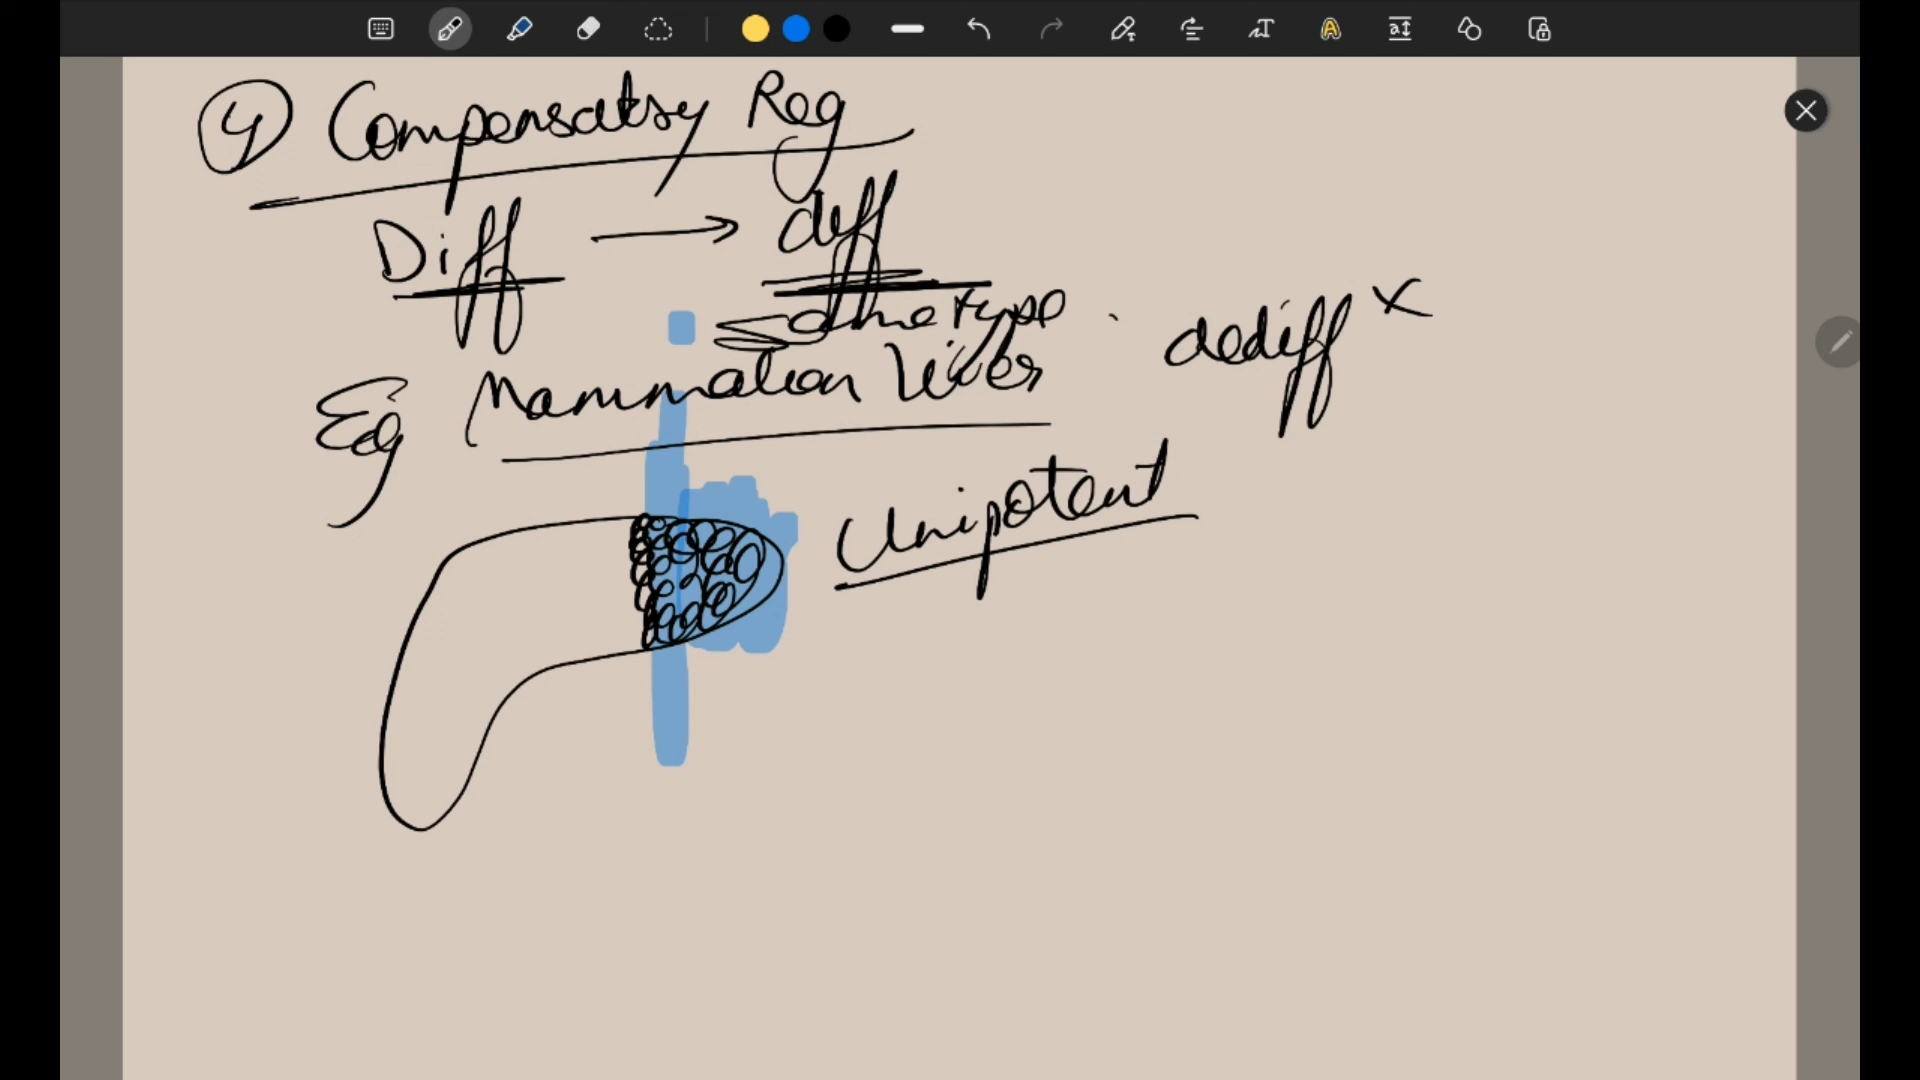 4 Compensatory Reg
Diff → diff
Same type. dediff x
Eg Mammalian liver
Unipotent